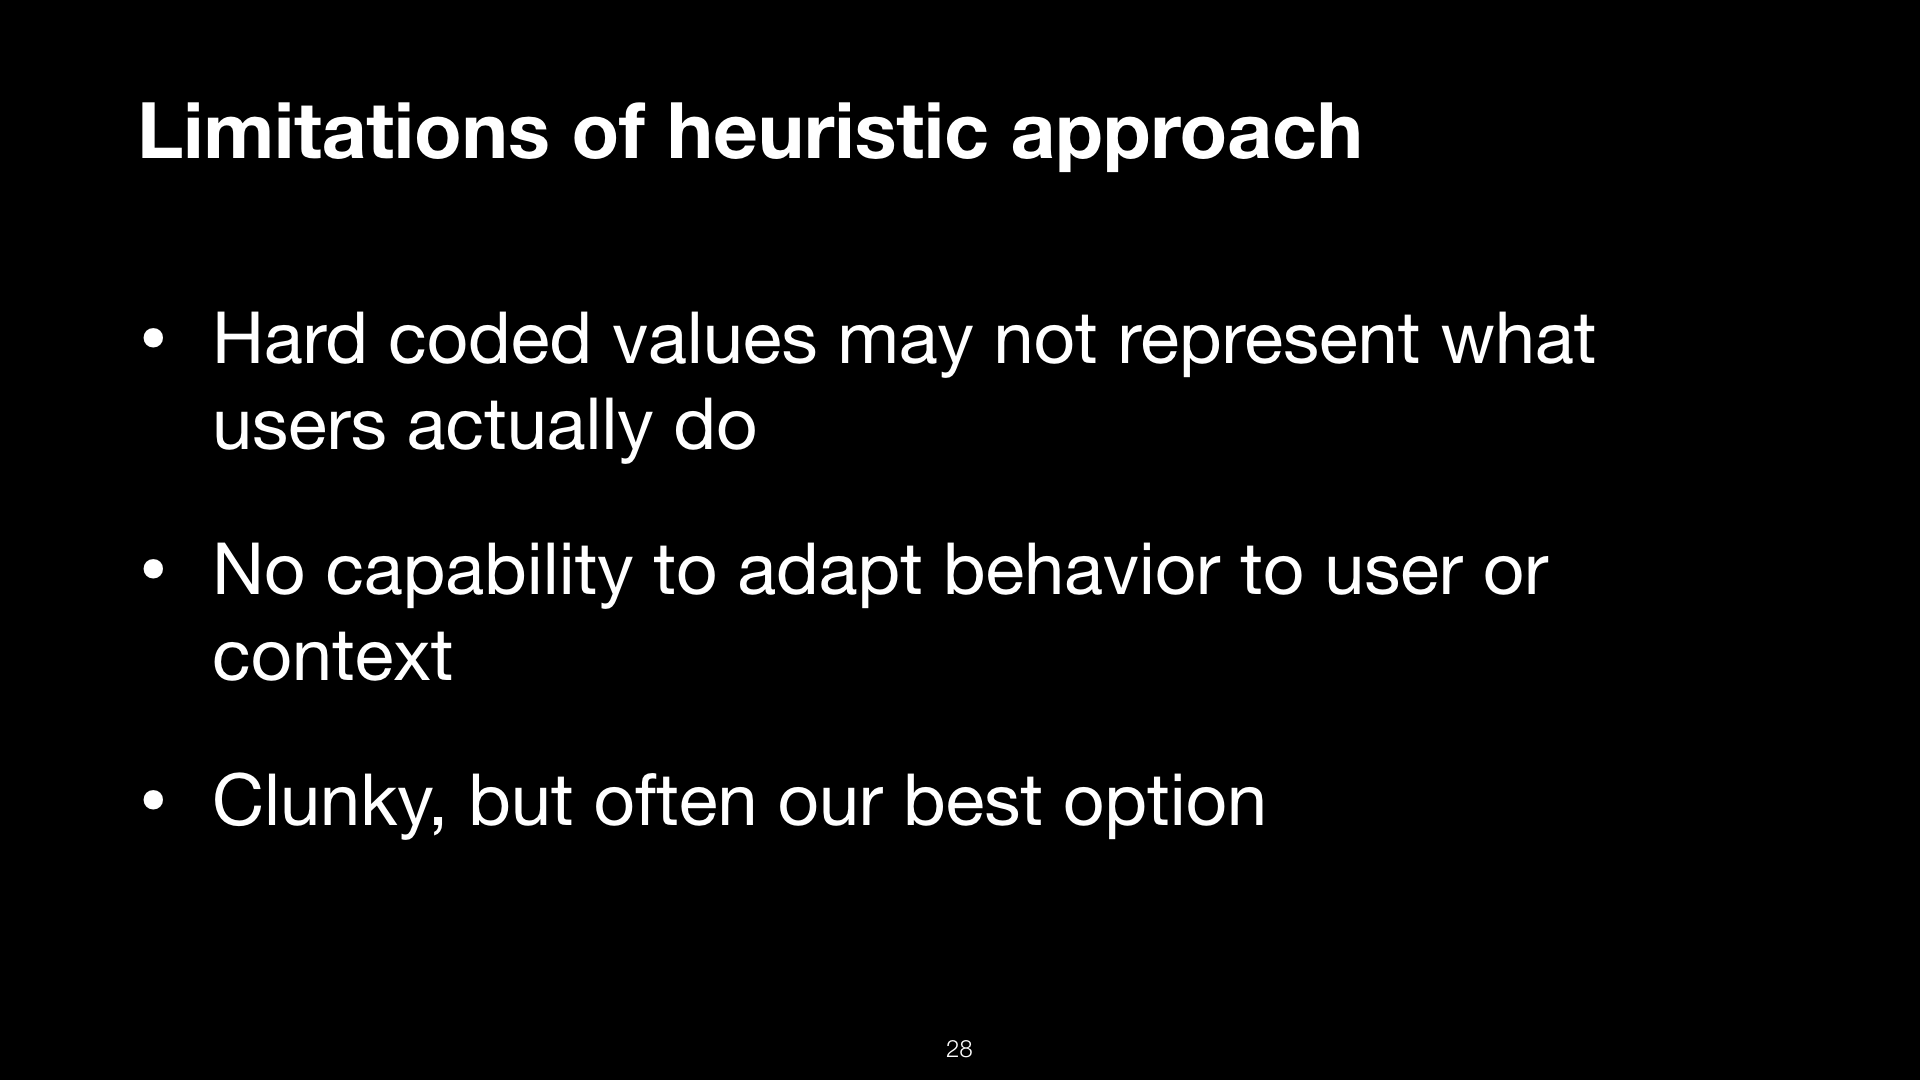 Limitations of heuristic approach
• Hard coded values may not represent what
users actually do
• No capability to adapt behavior to user or
context
• Clunky, but often our best option
28